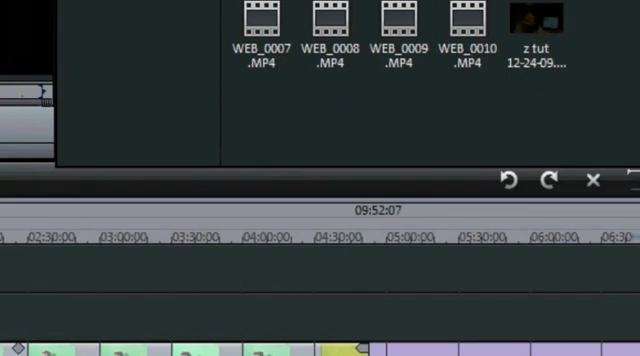 WEB_0007 WEB_0008 WEB_0009 WEB_0010 z tut
.MP4 .MP4 .MP4 .MP4 12-24-09....
09:52:07
02:30:00 03:00:00 03:30:00 04:00:00 04:30:00 05:00:00 05:30:00 06:00:00 06:30